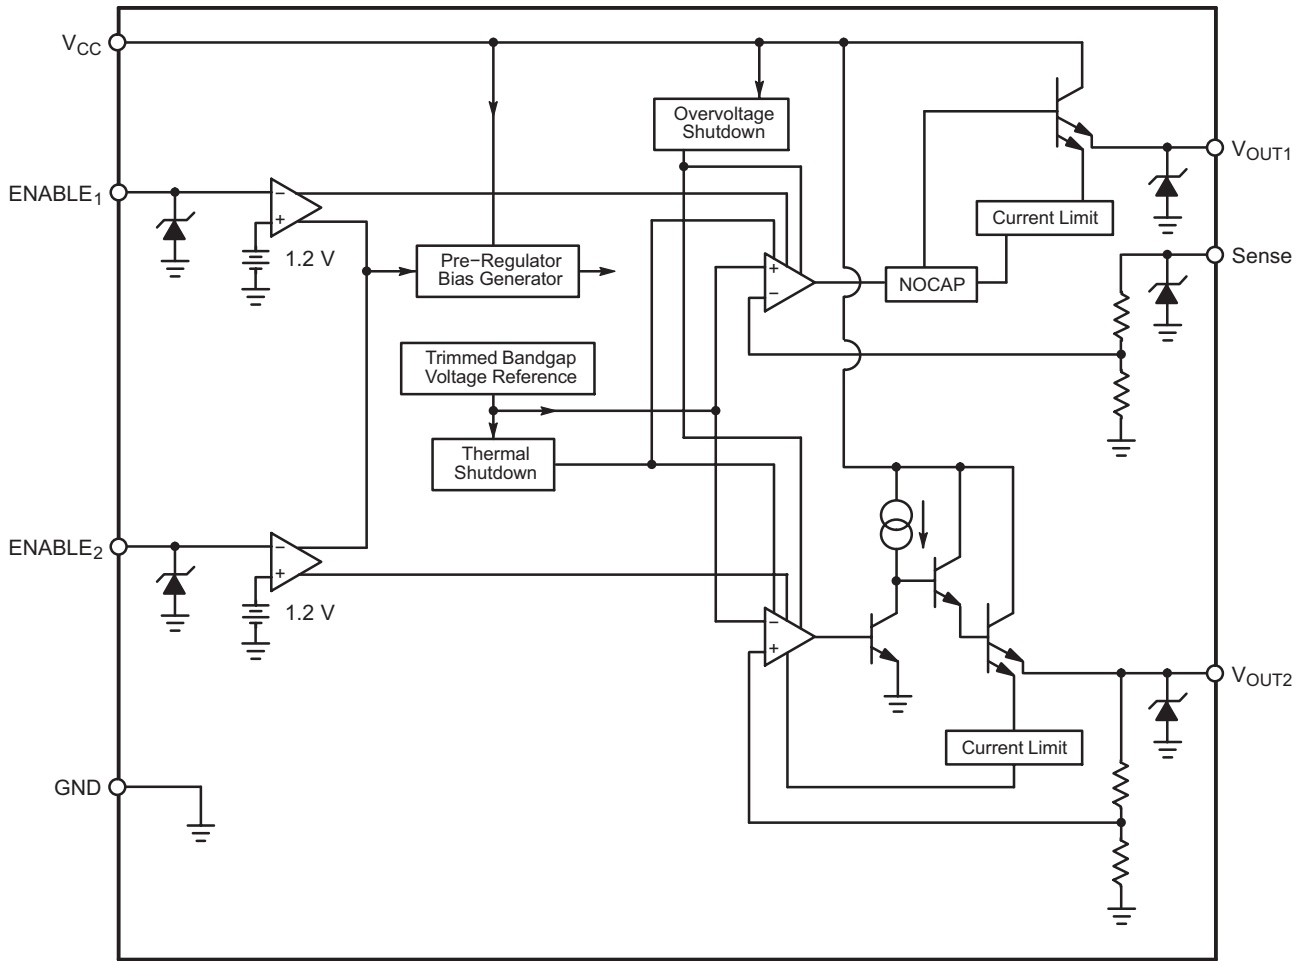 VCC
Overvoltage
Shutdown
VOUT1
ENABLE1
−
+
1.2 V
Current Limit
Pre−Regulator
Bias Generator
+
−
NOCAP
Sense
Trimmed Bandgap
Voltage Reference
Thermal
Shutdown
ENABLE2
−
+
1.2 V
−
+
VOUT2
Current Limit
GND